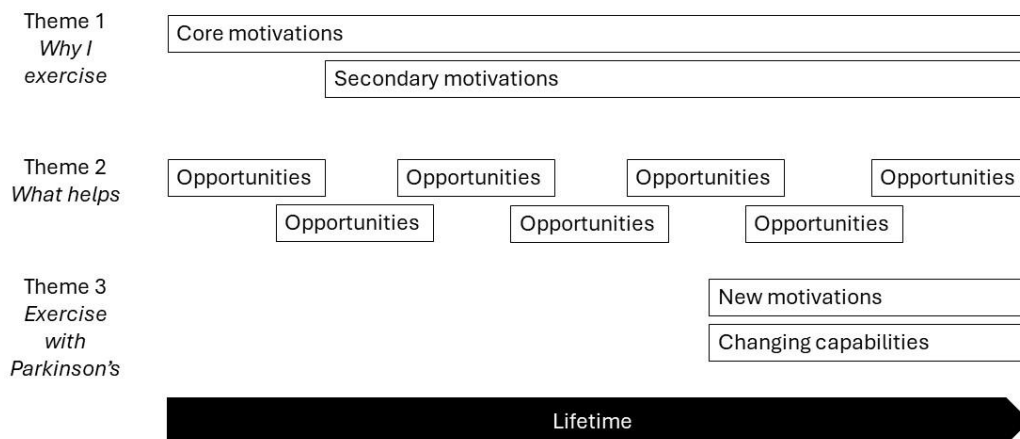 Theme 1
Why I
exercise
Core motivations
Secondary motivations
Theme 2
What helps
Opportunities
Opportunities
Opportunities
Opportunities
Opportunities
Opportunities
Opportunities
Theme 3
Exercise
with
Parkinson’s
New motivations
Changing capabilities
Lifetime